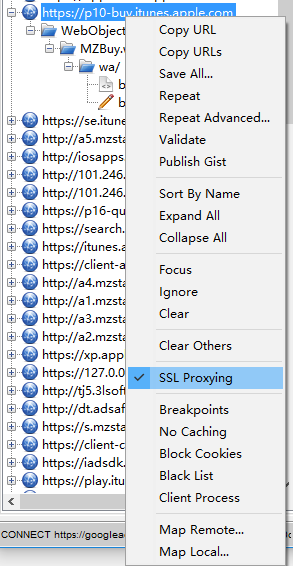 https://p10-buy.itunes.apple.com
WebObject
MZBuy.w
wa/
b
b
https://se.itune
http://a5.mzsta
http://iosapps.
http://101.246.
http://101.246.
https://p16-qu
https://search.
https://itunes.a
https://client-a
http://a4.mzsta
http://a1.mzsta
http://a3.mzsta
http://a2.mzsta
https://xp.app
https://127.0.0
http://tj5.3lsoft
http://dt.adsaf
https://s.mzsta
https://client-c
https://iadsdk.
https://play.itu
Copy URL
Copy URLs
Save All...
Repeat
Repeat Advanced...
Validate
Publish Gist
Sort By Name
Expand All
Collapse All
Focus
Ignore
Clear
Clear Others
SSL Proxying
Breakpoints
No Caching
Block Cookies
Black List
Client Process
Map Remote...
Map Local...
CONNECT https://googlead